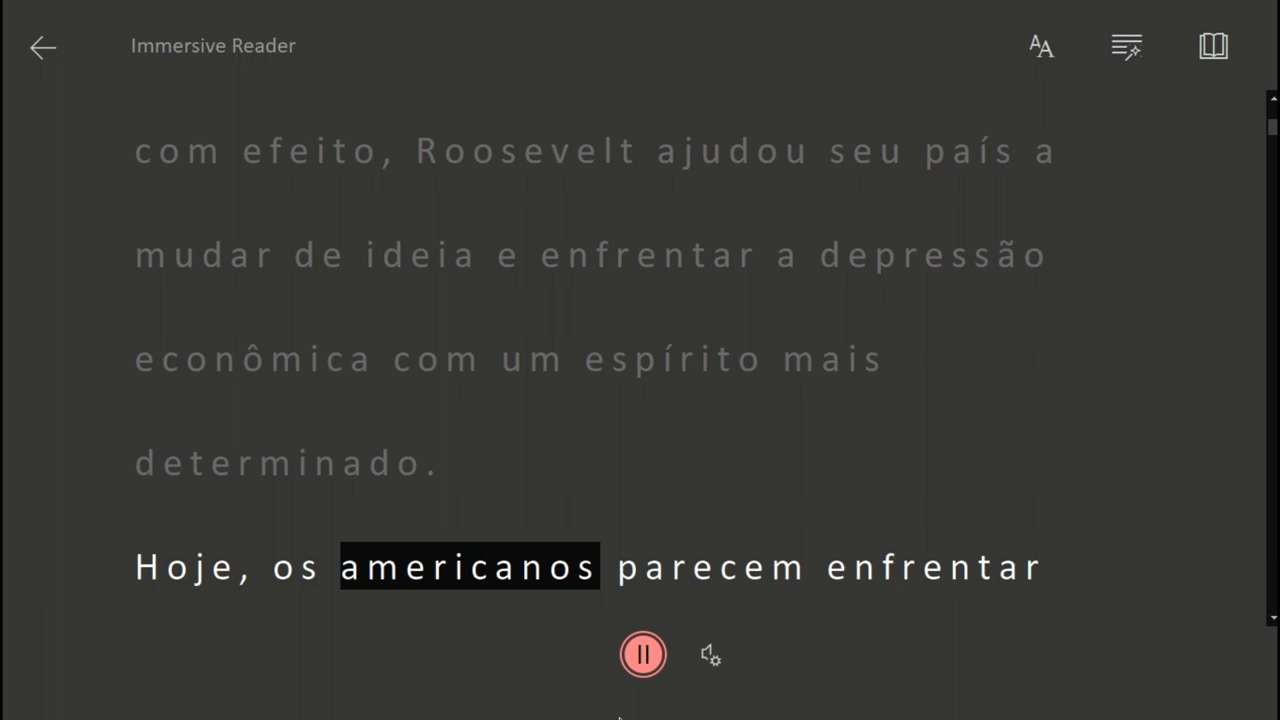 Immersive Reader
com efeito, Roosevelt ajudou seu país a
mudar de ideia e enfrentar a depressão
econômica com um espírito mais
determinado.
Hoje, os americanos parecem enfrentar